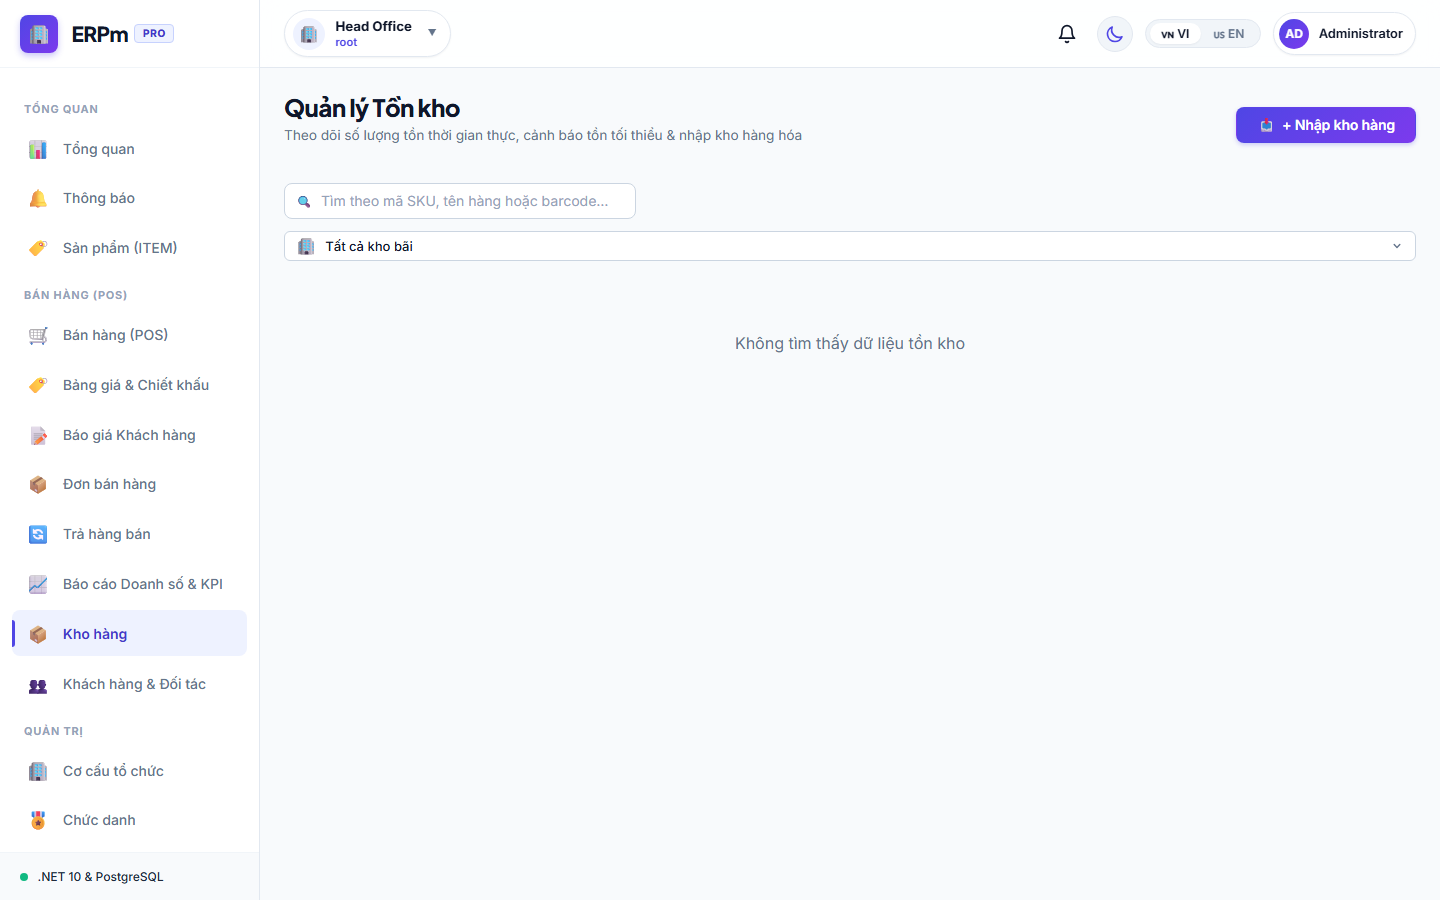 ERPm PRO
Head Office
root
VN VI
US EN
AD
Administrator
TỔNG QUAN
Tổng quan
Thông báo
Sản phẩm (ITEM)
BÁN HÀNG (POS)
Bán hàng (POS)
Bảng giá & Chiết khấu
Báo giá Khách hàng
Đơn bán hàng
Trả hàng bán
Báo cáo Doanh số & KPI
Kho hàng
Khách hàng & Đối tác
QUẢN TRỊ
Cơ cấu tổ chức
Chức danh
.NET 10 & PostgreSQL
Quản lý Tồn kho
Theo dõi số lượng tồn thời gian thực, cảnh báo tồn tối thiểu & nhập kho hàng hóa
+ Nhập kho hàng
Tìm theo mã SKU, tên hàng hoặc barcode...
Tất cả kho bãi
Không tìm thấy dữ liệu tồn kho